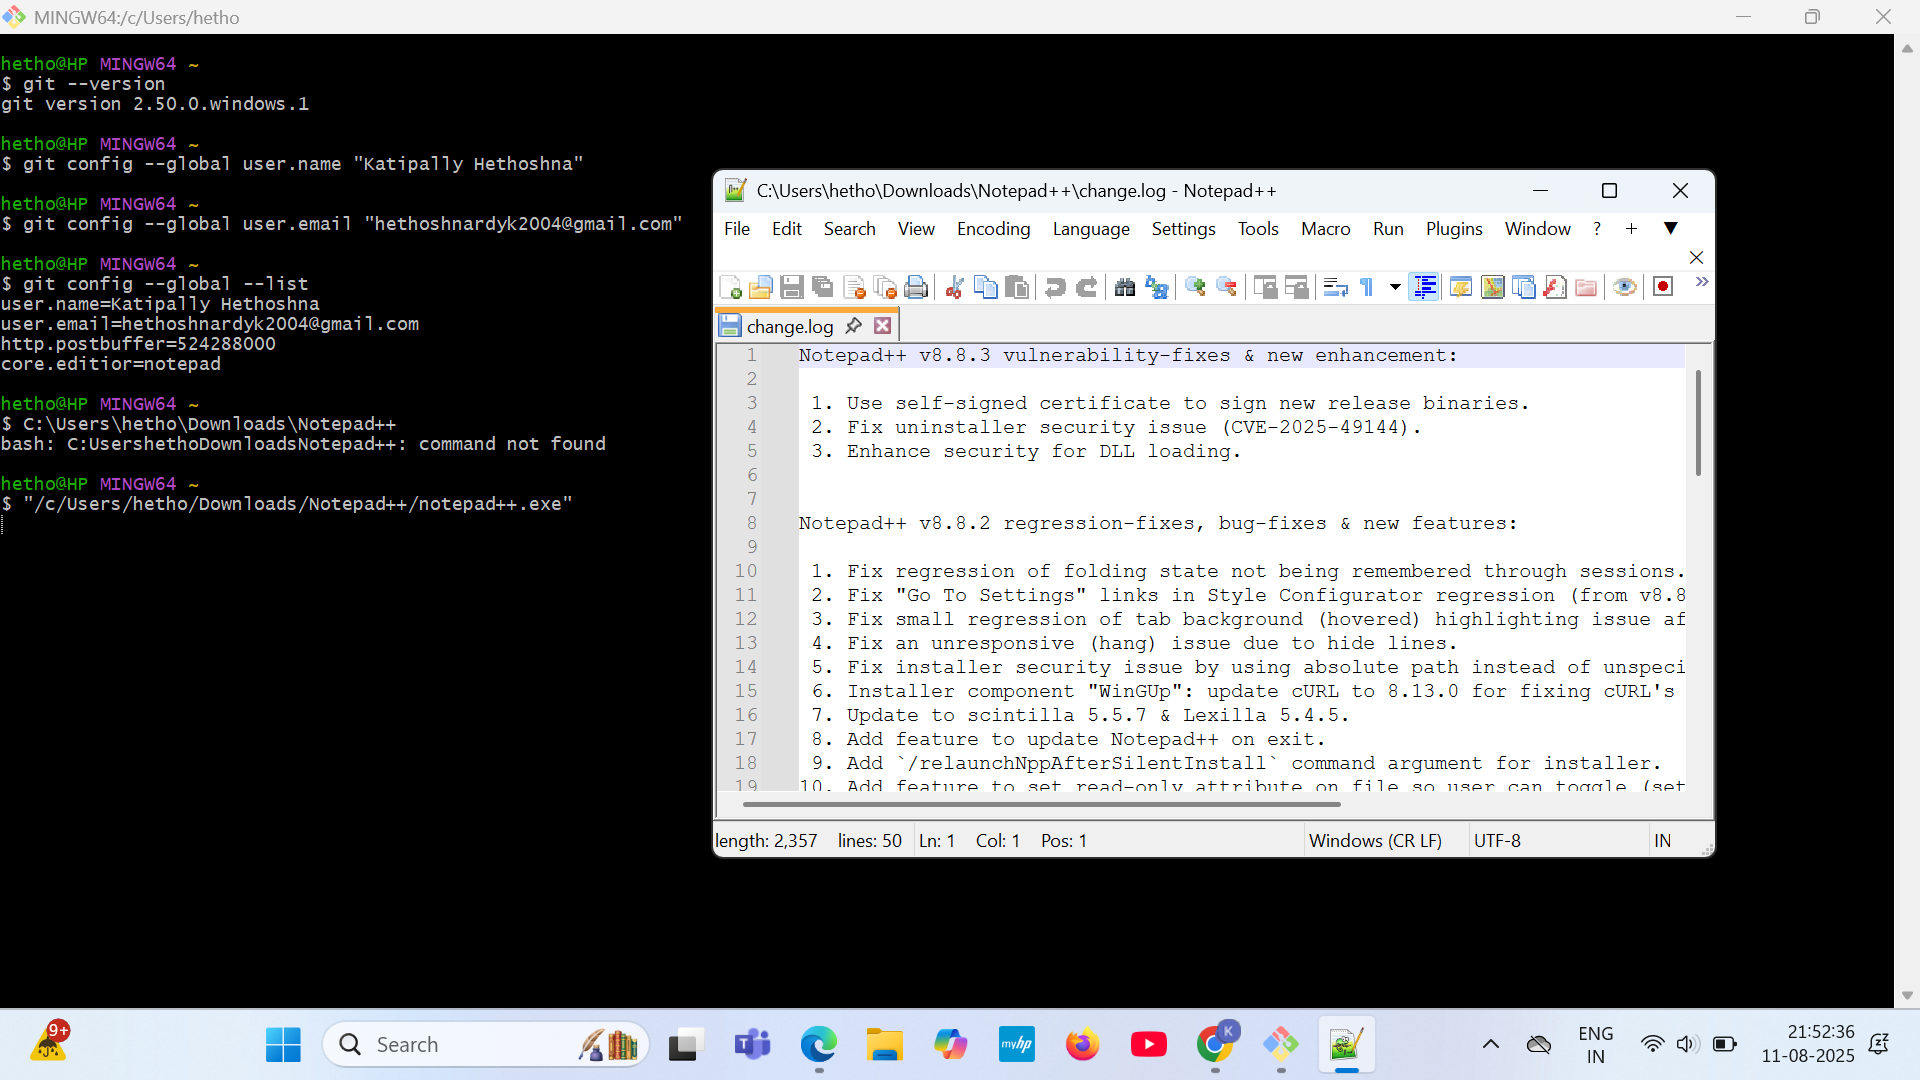 MINGW64:/c/Users/hetho
hetho@HP MINGW64 ~
$ git --version
git version 2.50.0.windows.1
hetho@HP MINGW64 ~
$ git config --global user.name "Katipally Hethoshna"
hetho@HP MINGW64 ~
$ git config --global user.email "hethoshnardyk2004@gmail.com"
hetho@HP MINGW64 ~
$ git config --global --list
user.name=Katipally Hethoshna
user.email=hethoshnardyk2004@gmail.com
http.postbuffer=524288000
core.editior=notepad
hetho@HP MINGW64 ~
$ C:\Users\hetho\Downloads\Notepad++
bash: C:UsershethoDownloadsNotepad++: command not found
hetho@HP MINGW64 ~
$ "/c/Users/hetho/Downloads/Notepad++/notepad++.exe"
C:\Users\hetho\Downloads\Notepad++\change.log - Notepad++
File Edit Search View Encoding Language Settings Tools Macro Run Plugins Window ? + ▼
change.log
1 Notepad++ v8.8.3 vulnerability-fixes & new enhancement:
2
3 1. Use self-signed certificate to sign new release binaries.
4 2. Fix uninstaller security issue (CVE-2025-49144).
5 3. Enhance security for DLL loading.
6
7
8 Notepad++ v8.8.2 regression-fixes, bug-fixes & new features:
9
10 1. Fix regression of folding state not being remembered through sessions.
11 2. Fix "Go To Settings" links in Style Configurator regression (from v8.8
12 3. Fix small regression of tab background (hovered) highlighting issue af
13 4. Fix an unresponsive (hang) issue due to hide lines.
14 5. Fix installer security issue by using absolute path instead of unspeci
15 6. Installer component "WinGUp": update cURL to 8.13.0 for fixing cURL's
16 7. Update to scintilla 5.5.7 & Lexilla 5.4.5.
17 8. Add feature to update Notepad++ on exit.
18 9. Add `/relaunchNppAfterSilentInstall` command argument for installer.
19 10. Add feature to set read-only attribute on file so user can toggle (set
length: 2,357 lines: 50 Ln: 1 Col: 1 Pos: 1 Windows (CR LF) UTF-8 IN
9+
Search
myhp
K
ENG
IN
21:52:36
11-08-2025